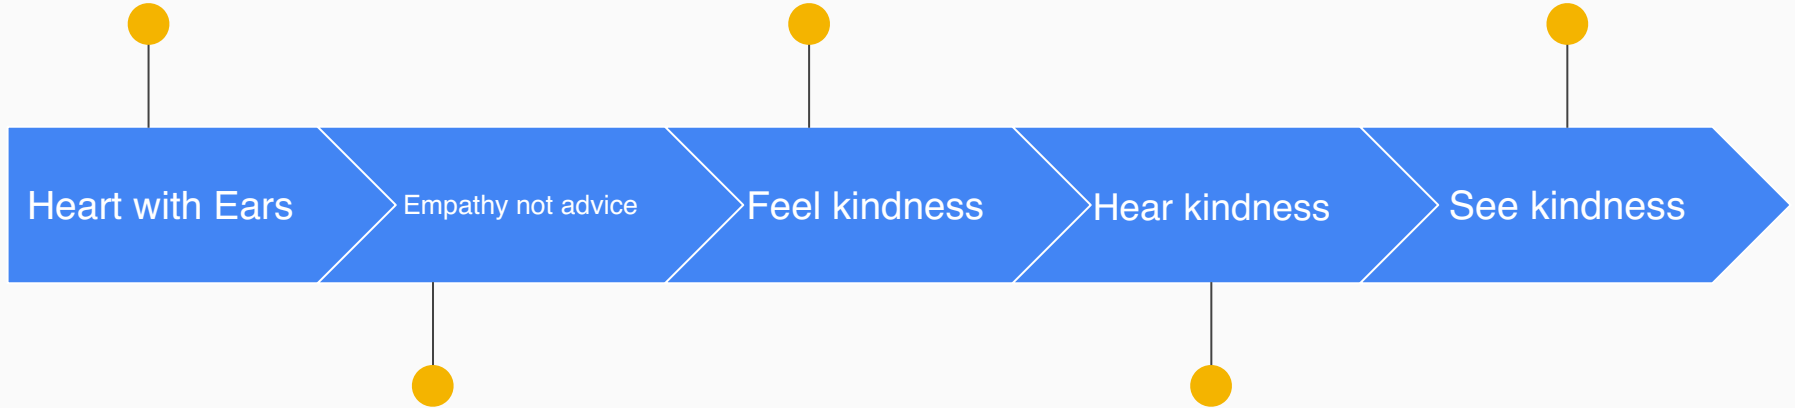 Heart with Ears
Empathy not advice
Feel kindness
Hear kindness
See kindness